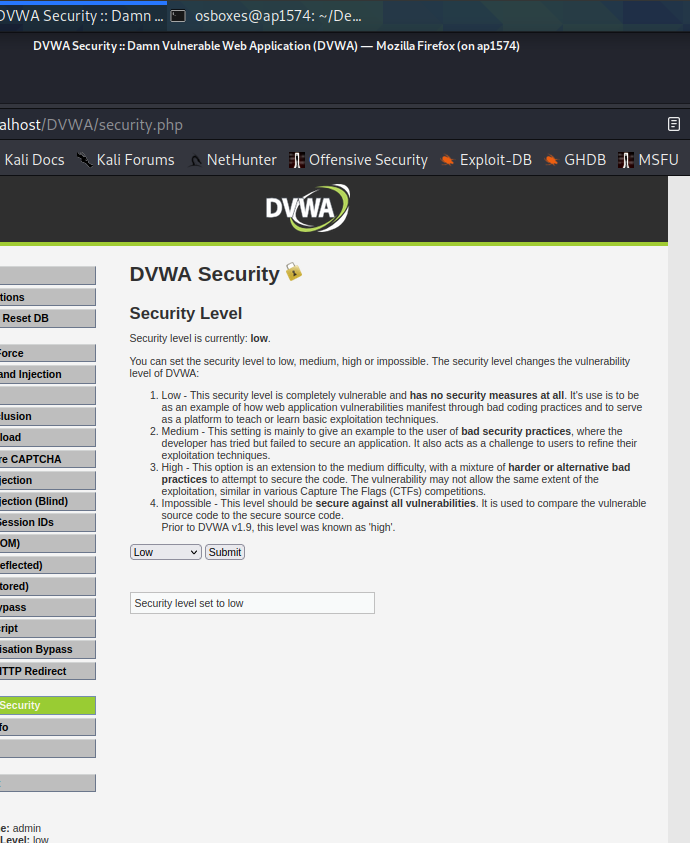 DVWA Security :: Damn ...
osboxes@ap1574: ~/De...
DVWA Security :: Damn Vulnerable Web Application (DVWA) — Mozilla Firefox (on ap1574)
alhost/DVWA/security.php
Kali Docs
Kali Forums
NetHunter
Offensive Security
Exploit-DB
GHDB
MSFU
DVWA
tions
Reset DB
Force
and Injection
clusion
load
re CAPTCHA
jection
jection (Blind)
Session IDs
OM)
eflected)
tored)
ypass
ript
isation Bypass
HTTP Redirect
Security
fo
e: admin
Level: low
DVWA Security
Security Level
Security level is currently: low.
You can set the security level to low, medium, high or impossible. The security level changes the vulnerability
level of DVWA:
1. Low - This security level is completely vulnerable and has no security measures at all. It's use is to be
as an example of how web application vulnerabilities manifest through bad coding practices and to serve
as a platform to teach or learn basic exploitation techniques.
2. Medium - This setting is mainly to give an example to the user of bad security practices, where the
developer has tried but failed to secure an application. It also acts as a challenge to users to refine their
exploitation techniques.
3. High - This option is an extension to the medium difficulty, with a mixture of harder or alternative bad
practices to attempt to secure the code. The vulnerability may not allow the same extent of the
exploitation, similar in various Capture The Flags (CTFs) competitions.
4. Impossible - This level should be secure against all vulnerabilities. It is used to compare the vulnerable
source code to the secure source code.
Prior to DVWA v1.9, this level was known as 'high'.
Low
Submit
Security level set to low